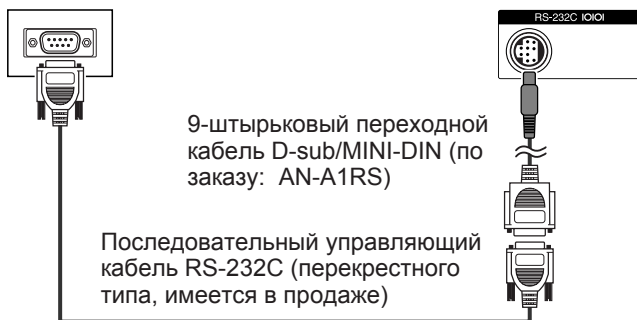 RS-232C IOIOI
9-штырьковый переходной
кабель D-sub/MINI-DIN (по
заказу: AN-A1RS)
Последовательный управляющий
кабель RS-232C (перекрестного
типа, имеется в продаже)